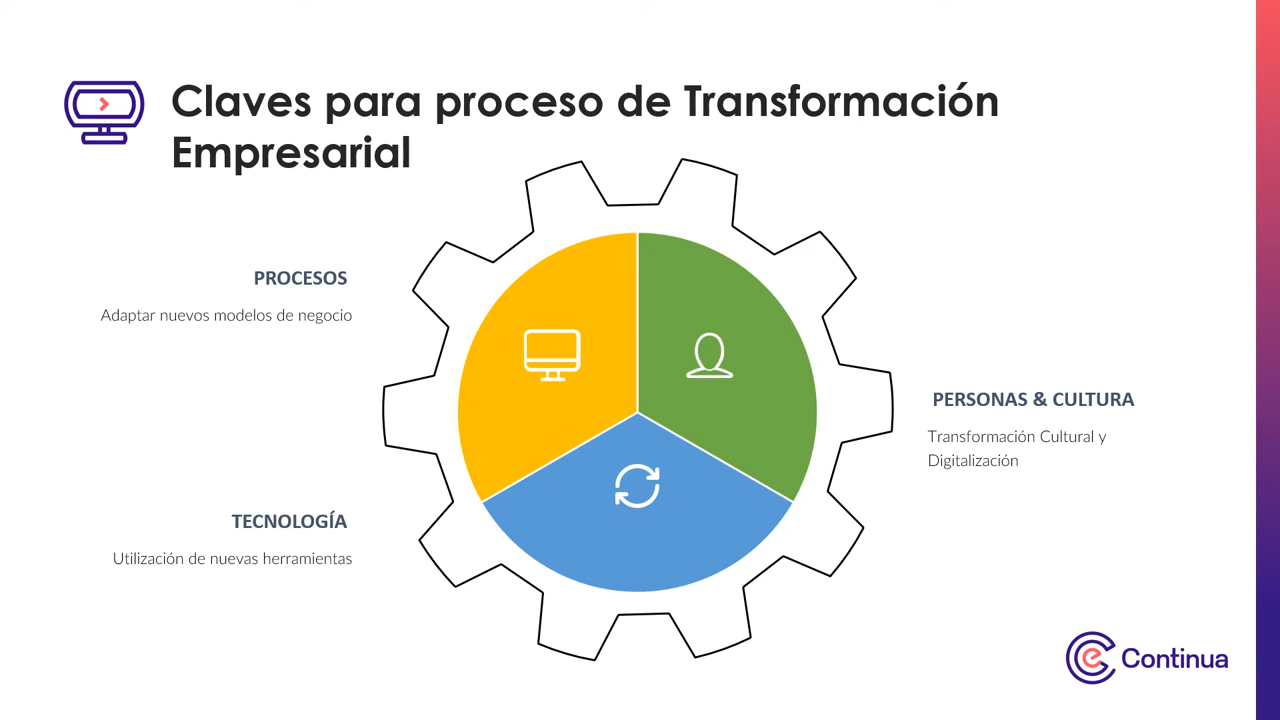 Claves para proceso de Transformación
Empresarial
PROCESOS
Adaptar nuevos modelos de negocio
PERSONAS & CULTURA
Transformación Cultural y
Digitalización
TECNOLOGÍA
Utilización de nuevas herramientas
Continua